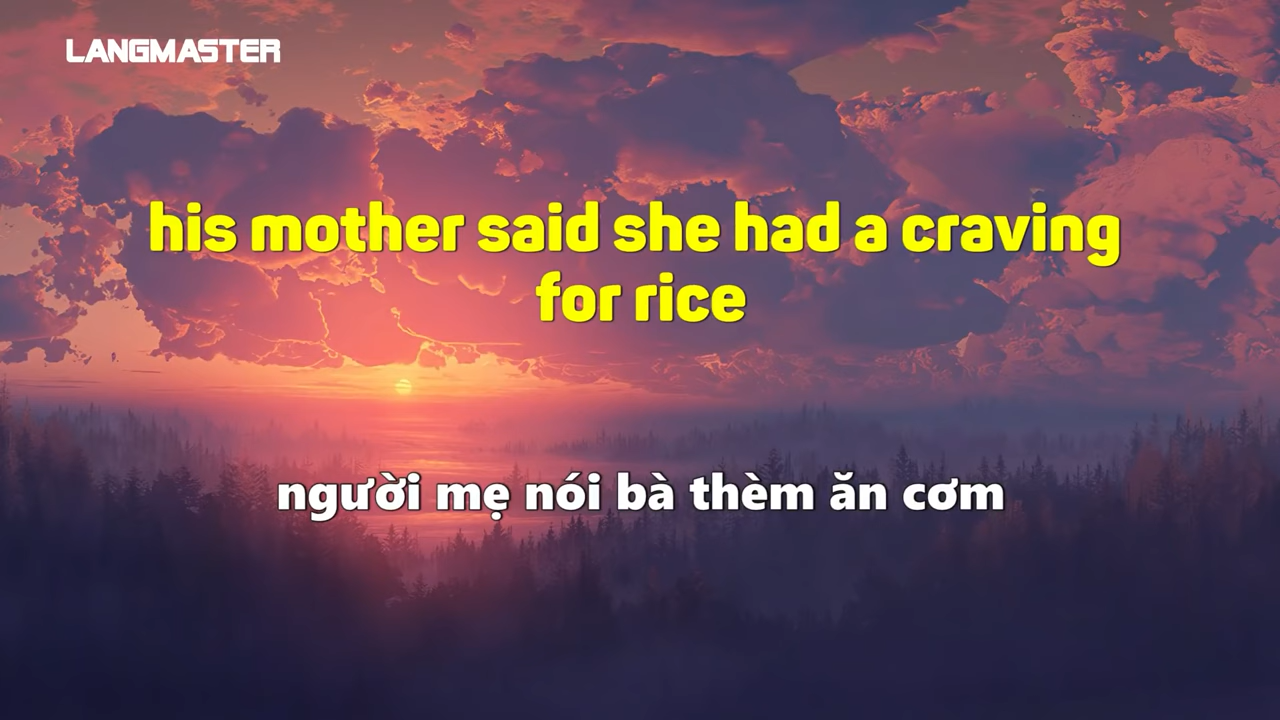 LANGMASTER
his mother said she had a craving
for rice
người mẹ nói bà thèm ăn cơm